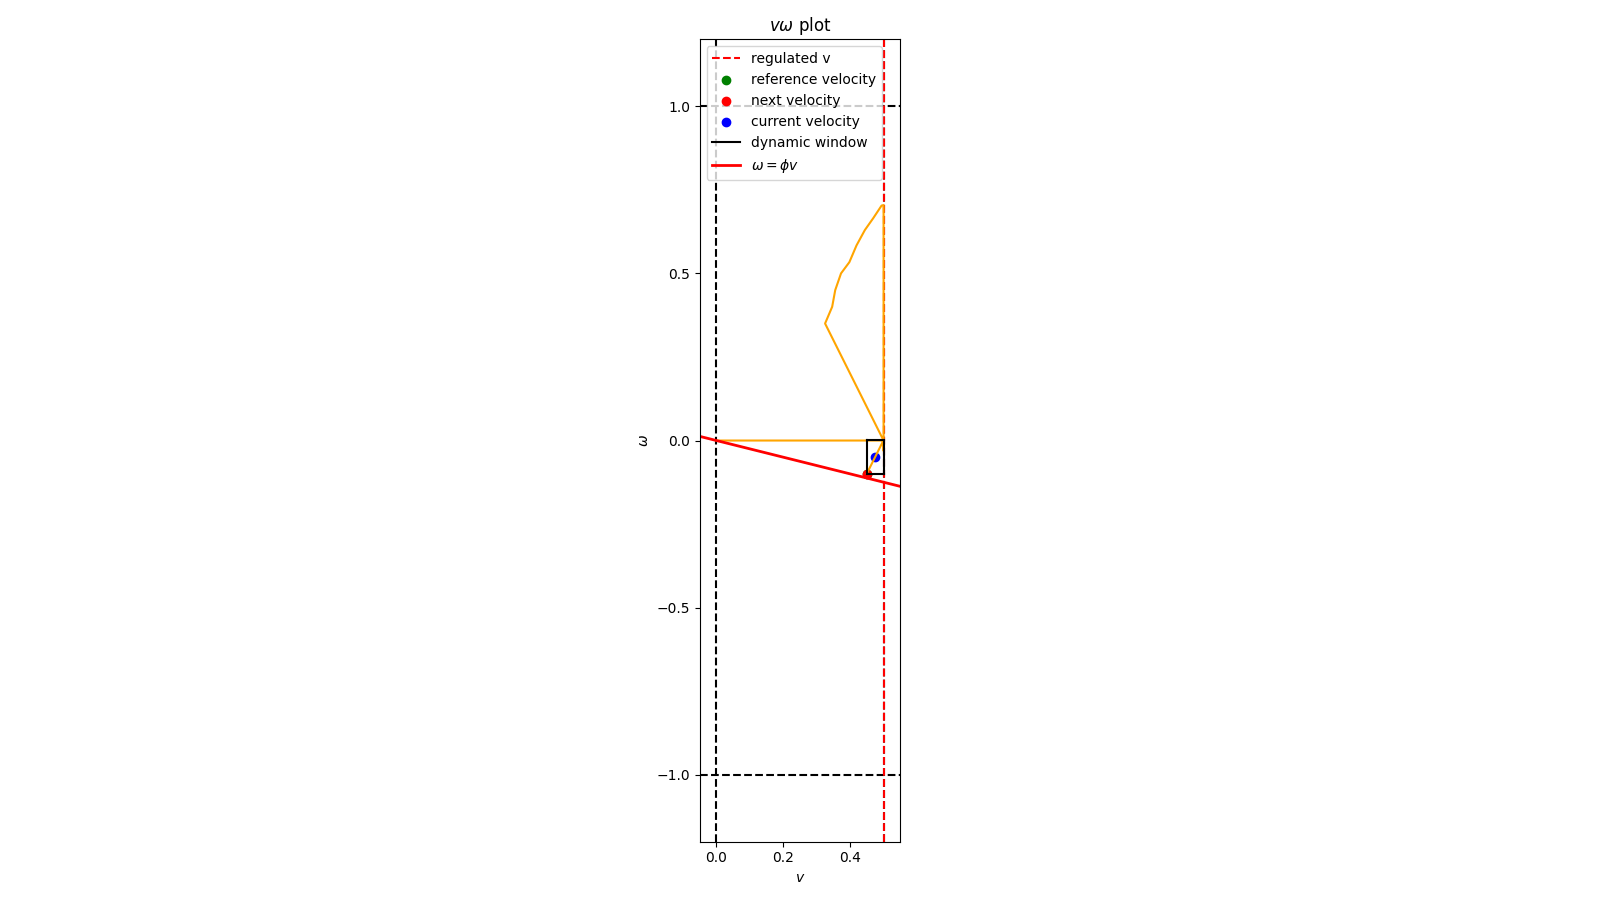 vω plot
regulated v
reference velocity
next velocity
current velocity
dynamic window
ω = ϕv
1.0
0.5
0.0
−0.5
−1.0
ω
0.0 0.2 0.4
v